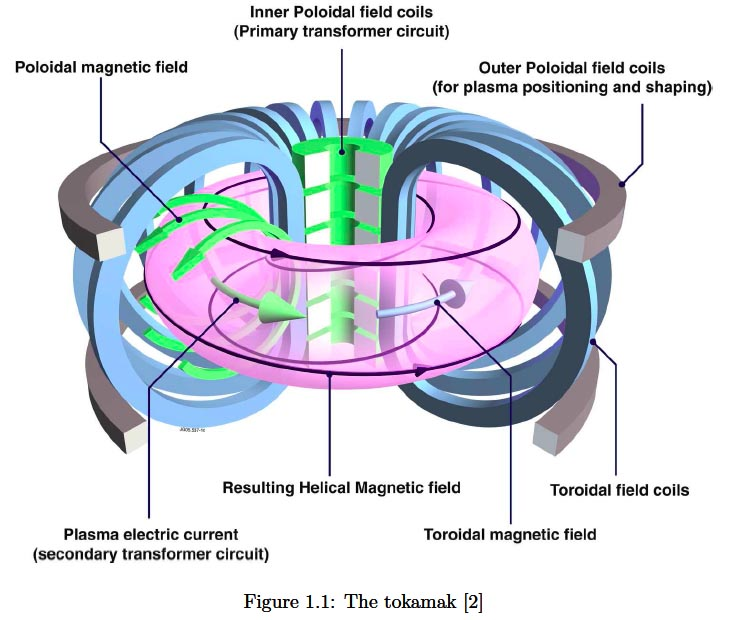 Inner Poloidal field coils
(Primary transformer circuit)
Poloidal magnetic field
Outer Poloidal field coils
(for plasma positioning and shaping)
Resulting Helical Magnetic field
Toroidal field coils
Plasma electric current
(secondary transformer circuit)
Toroidal magnetic field
Figure 1.1: The tokamak [2]